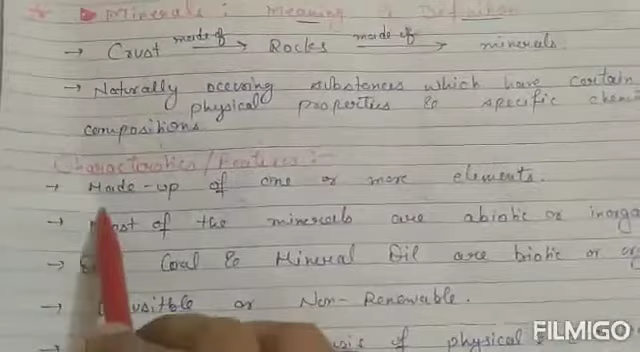 Minerals : Meaning & Definition
→ Crust made of → Rocks made of → minerals.
→ Naturally occuring substances which have certain
physical properties & specific chemi
compositions
Characteristics/Features :-
→ Made-up of one or more elements.
→ Most of the minerals are abiotic or inorga
→ Coral & Mineral Oil are biotic or or
→ or Non-Renewable.
→ of physical &
FILMIGO